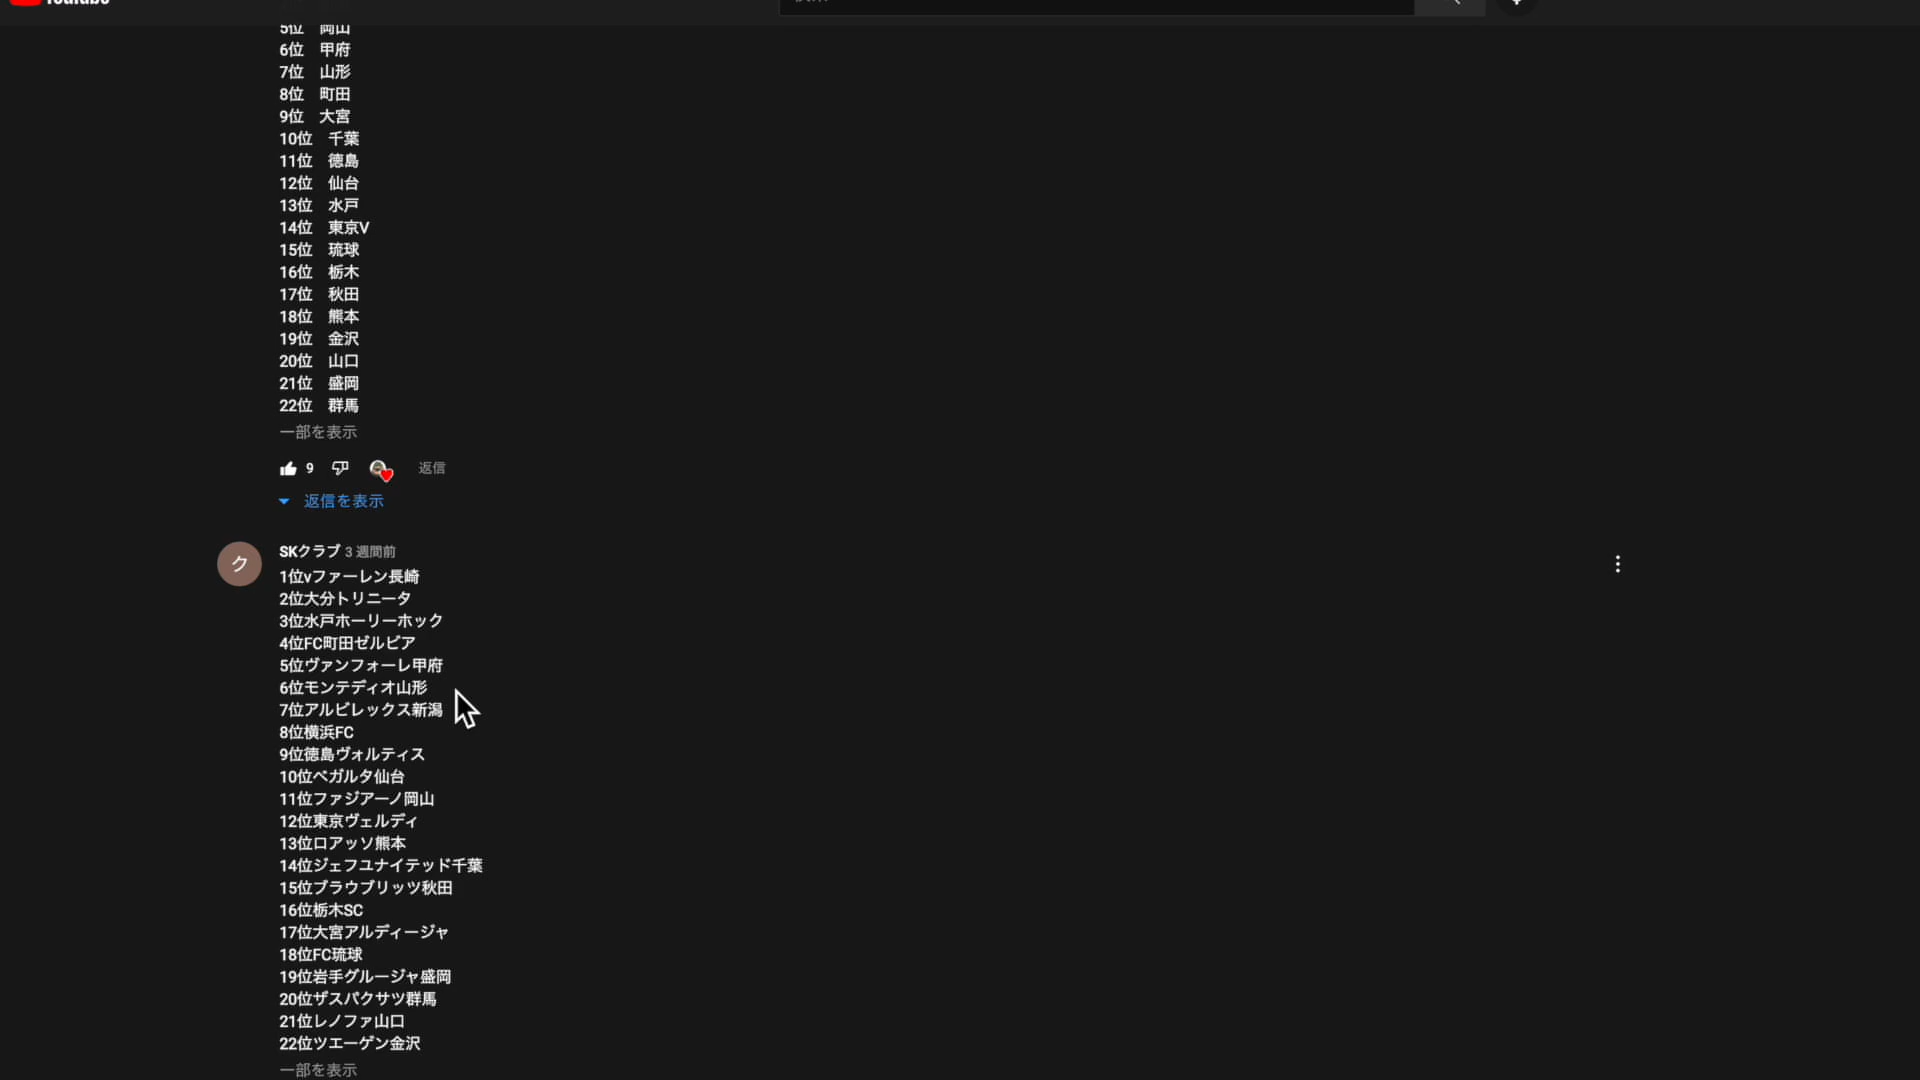 YouTube
5位　岡山
6位　甲府
7位　山形
8位　町田
9位　大宮
10位　千葉
11位　徳島
12位　仙台
13位　水戸
14位　東京V
15位　琉球
16位　栃木
17位　秋田
18位　熊本
19位　金沢
20位　山口
21位　盛岡
22位　群馬
一部を表示
9 返信
返信を表示
ク
SKクラブ 3 週間前
1位vファーレン長崎
2位大分トリニータ
3位水戸ホーリーホック
4位FC町田ゼルビア
5位ヴァンフォーレ甲府
6位モンテディオ山形
7位アルビレックス新潟
8位横浜FC
9位徳島ヴォルティス
10位ベガルタ仙台
11位ファジアーノ岡山
12位東京ヴェルディ
13位ロアッソ熊本
14位ジェフユナイテッド千葉
15位ブラウブリッツ秋田
16位栃木SC
17位大宮アルディージャ
18位FC琉球
19位岩手グルージャ盛岡
20位ザスパクサツ群馬
21位レノファ山口
22位ツエーゲン金沢
一部を表示